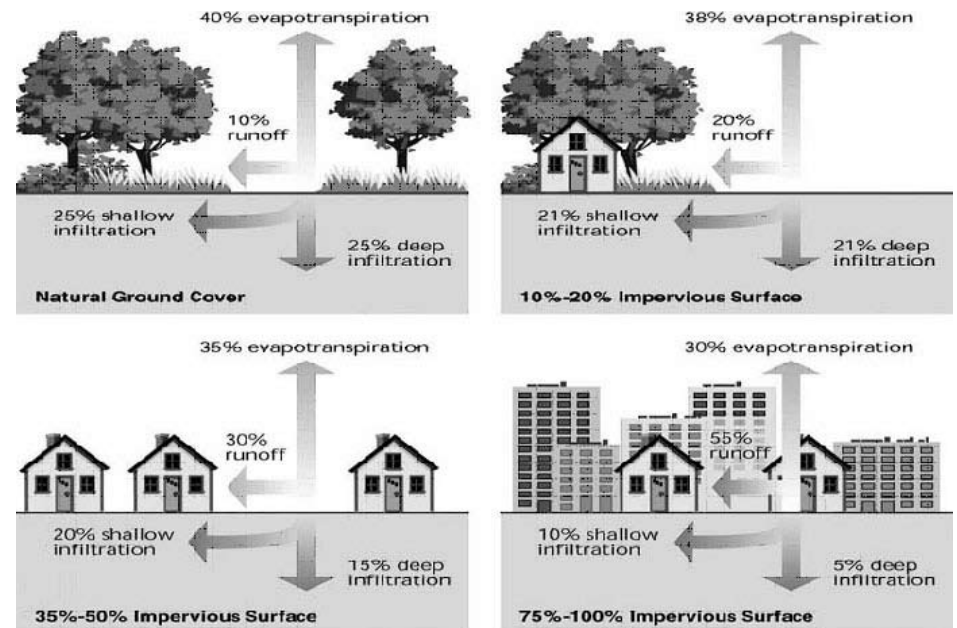 40% evapotranspiration
10%
runoff
25% shallow
infiltration
25% deep
infiltration
Natural Ground Cover
38% evapotranspiration
20%
runoff
21% shallow
infiltration
21% deep
infiltration
10%-20% Impervious Surface
35% evapotranspiration
30%
runoff
20% shallow
infiltration
15% deep
infiltration
35%-50% Impervious Surface
30% evapotranspiration
55%
runoff
10% shallow
infiltration
5% deep
infiltration
75%-100% Impervious Surface